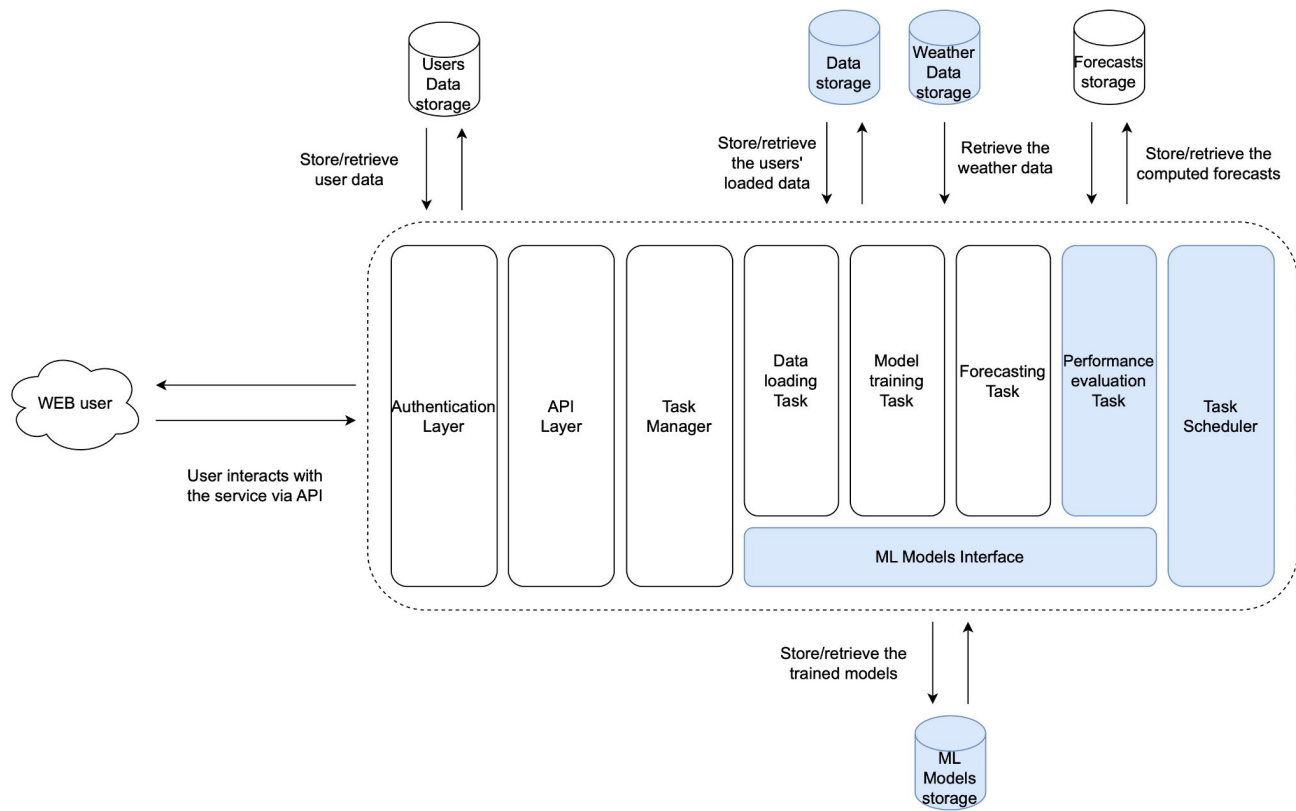 Users
Data
storage
Data
storage
Weather
Data
storage
Forecasts
storage
Store/retrieve
user data
Store/retrieve
the users'
loaded data
Retrieve the
weather data
Store/retrieve the
computed forecasts
WEB user
User interacts with
the service via API
Authentication
Layer
API
Layer
Task
Manager
Data
loading
Task
Model
training
Task
Forecasting
Task
Performance
evaluation
Task
Task
Scheduler
ML Models Interface
Store/retrieve the
trained models
ML
Models
storage